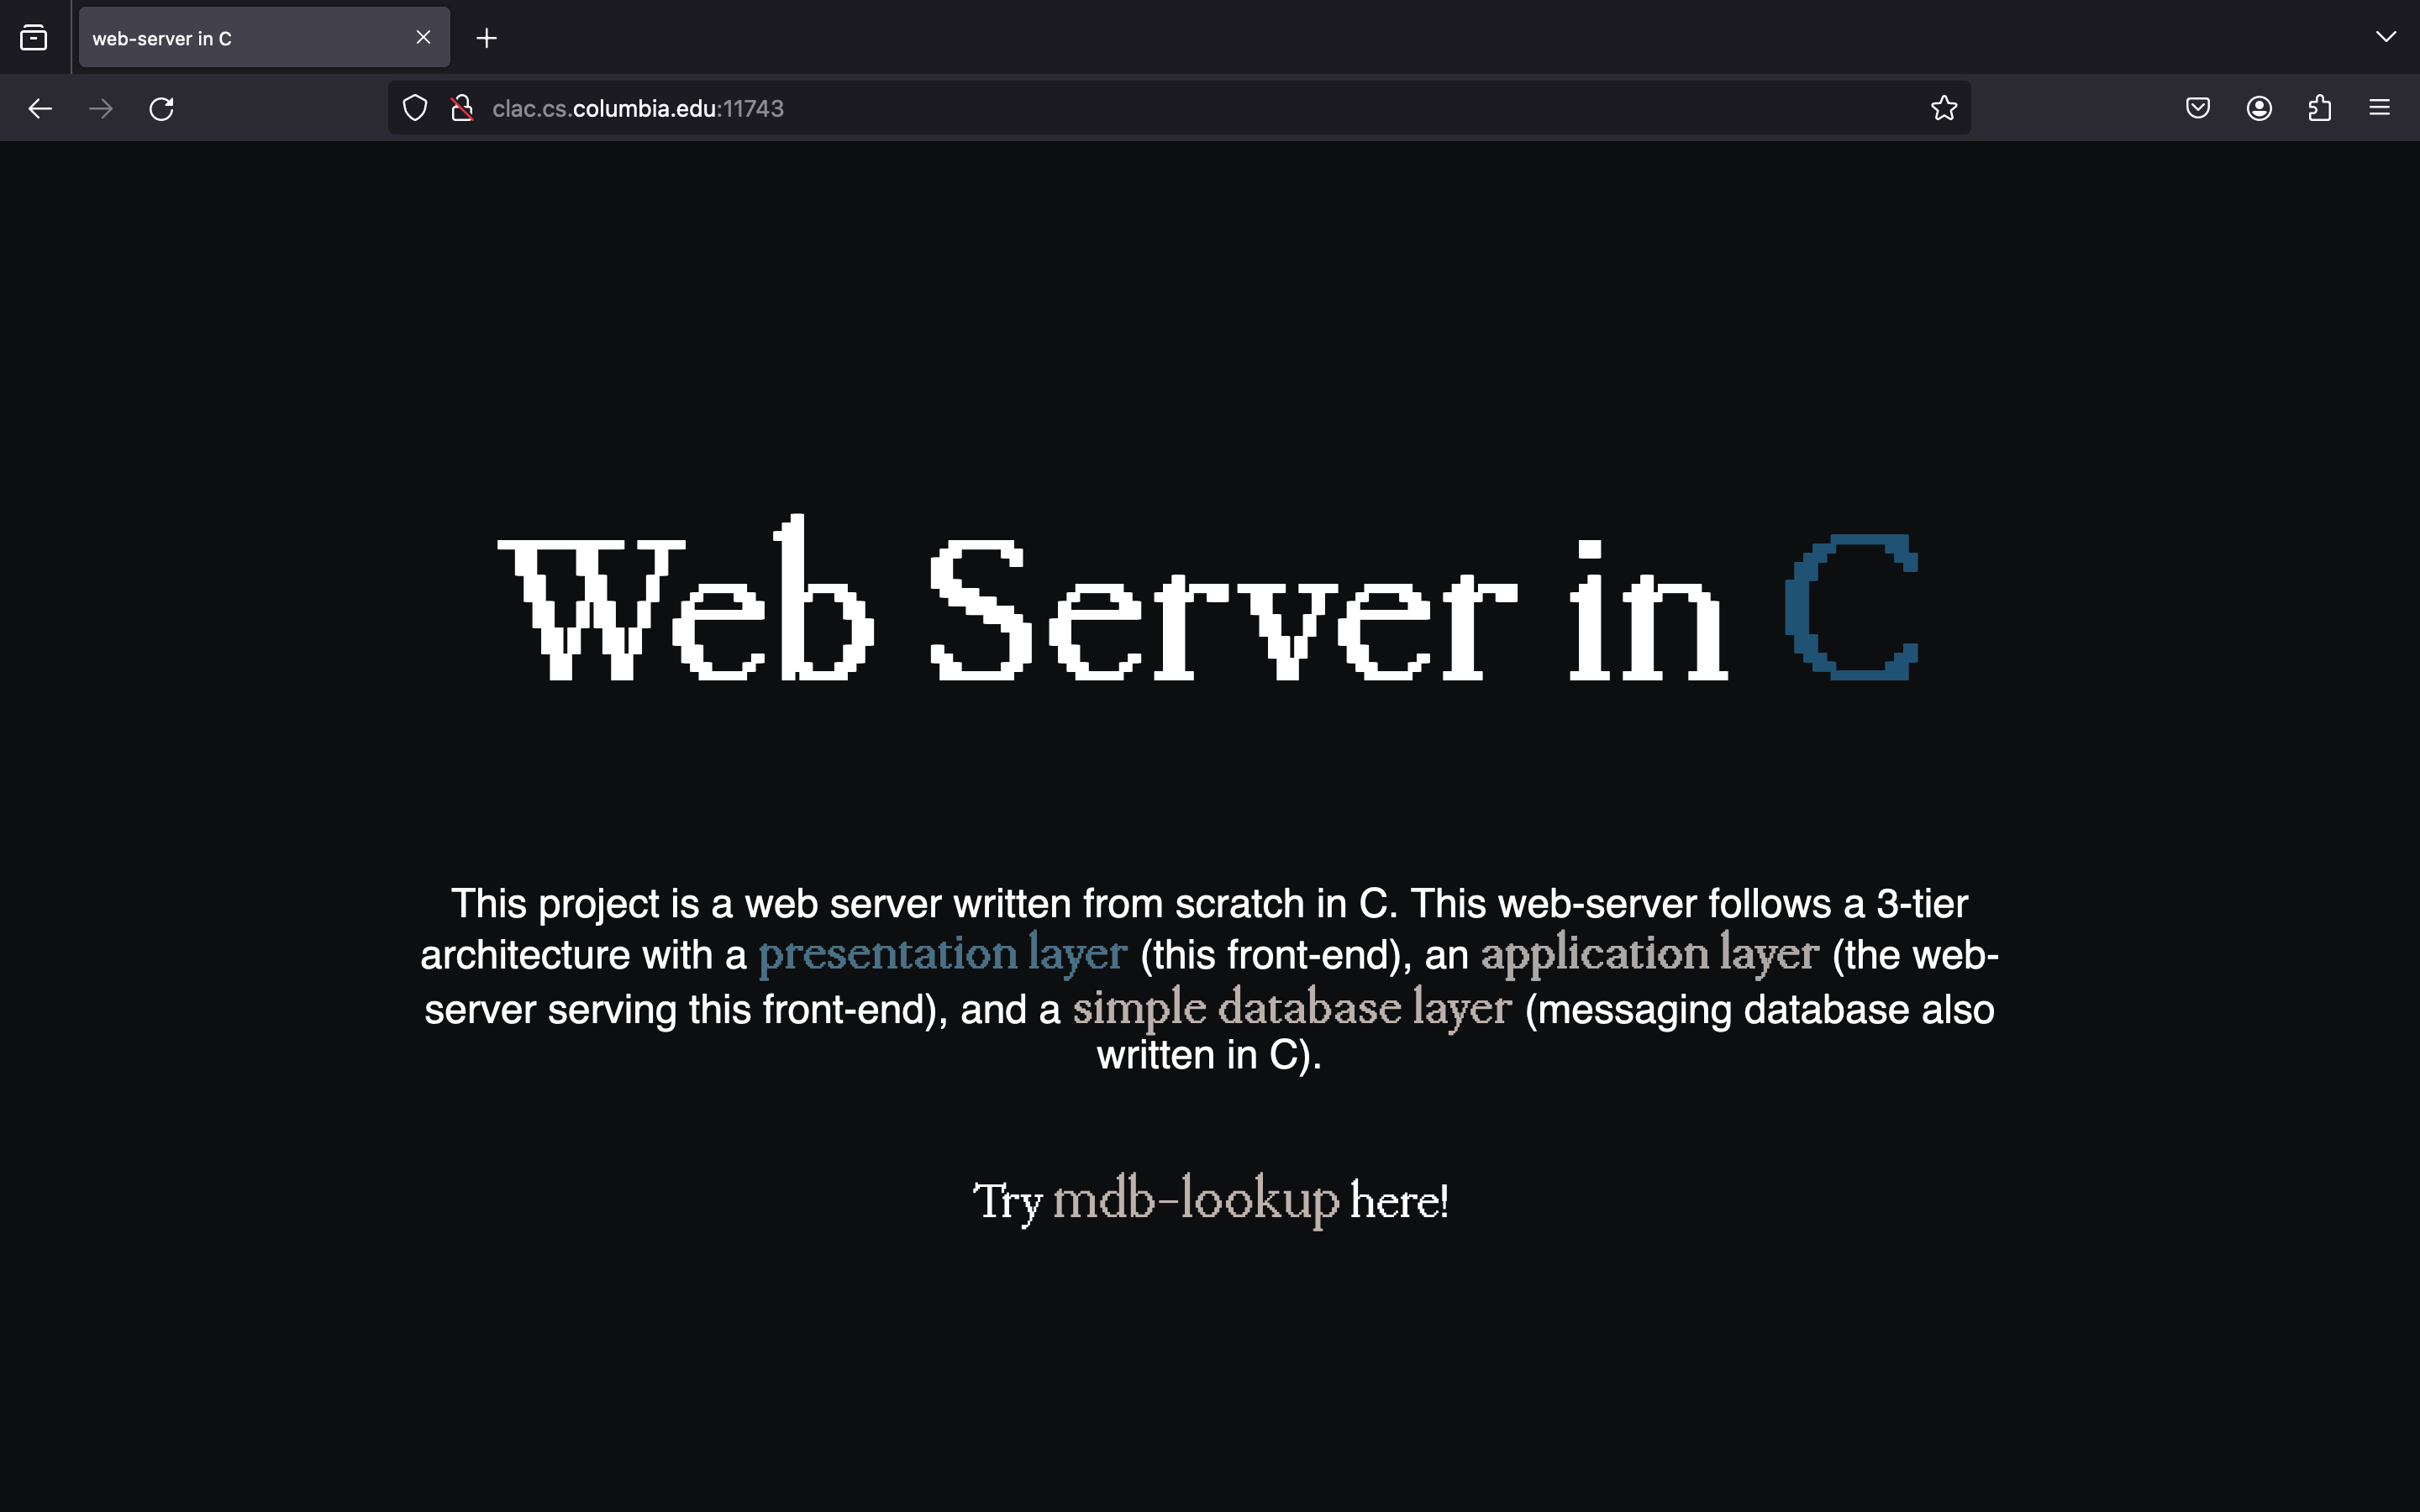 web-server in C
clac.cs.columbia.edu:11743
Web Server in C
This project is a web server written from scratch in C. This web-server follows a 3-tier
architecture with a presentation layer (this front-end), an application layer (the web-
server serving this front-end), and a simple database layer (messaging database also
written in C).
Try mdb-lookup here!